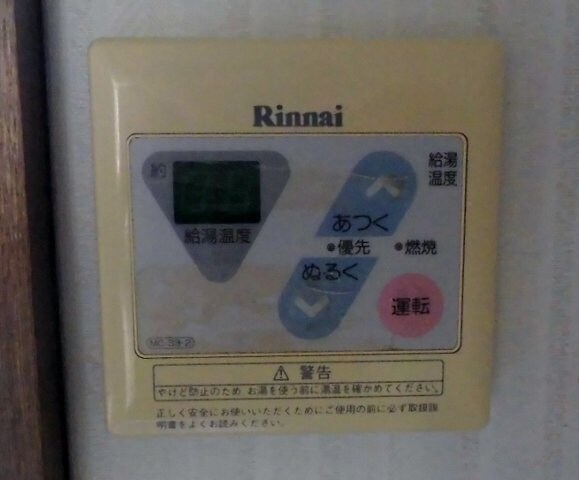 Rinnai
約
給湯温度
給湯
温度
あつく
●優先 ●燃焼
ぬるく
運転
⚠ 警告
やけど防止のため お湯を使う前に湯温を確かめてください。
正しく安全にお使いいただくためにご使用の前に必ず取扱説
明書をよくお読みください。